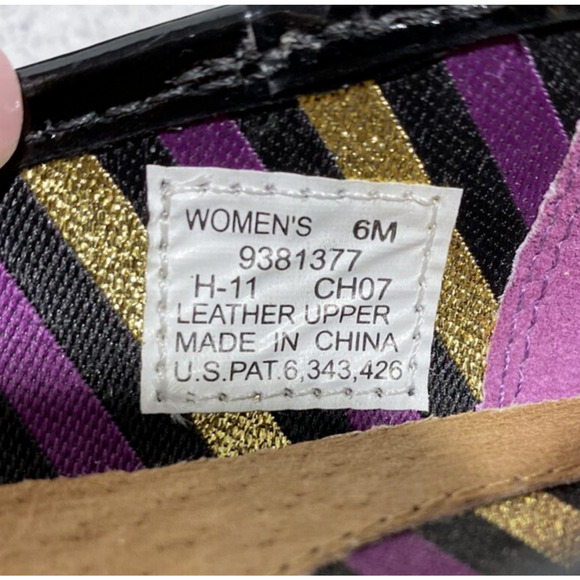 WOMEN'S 6M
9381377
H-11 CH07
LEATHER UPPER
MADE IN CHINA
U.S.PAT.6,343,426